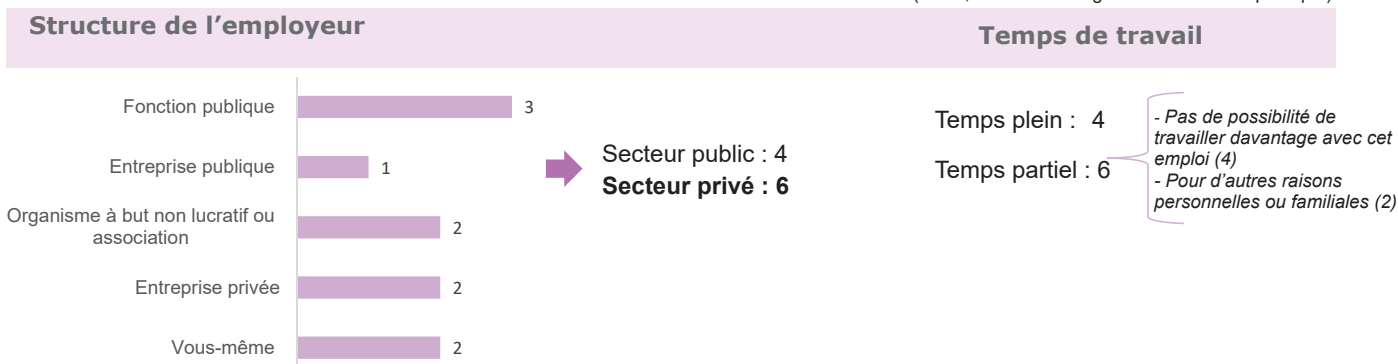 Structure de l'employeur
Temps de travail
Fonction publique
3
Entreprise publique
1
Organisme à but non lucratif ou
association
2
Entreprise privée
2
Vous-même
2
Secteur public : 4
Secteur privé : 6
Temps plein : 4
Temps partiel : 6
- Pas de possibilité de
travailler davantage avec cet
emploi (4)
- Pour d'autres raisons
personnelles ou familiales (2)